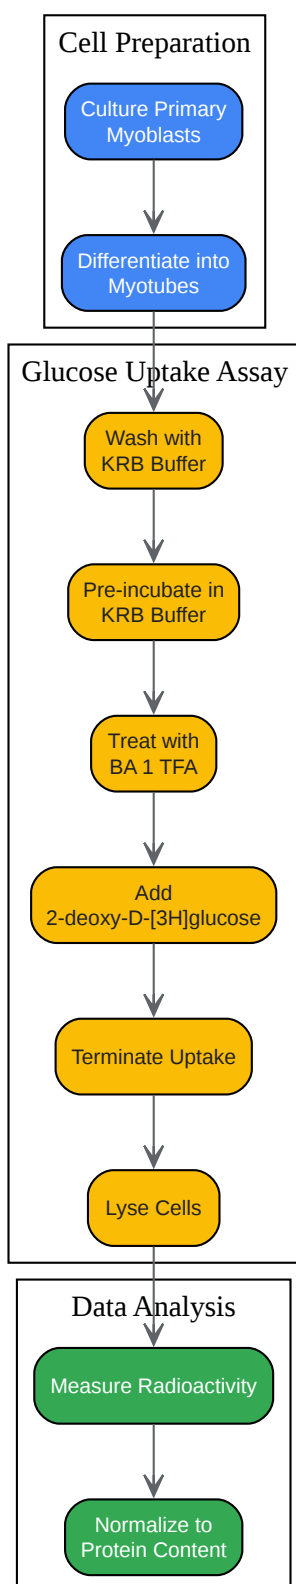 Cell Preparation
Culture Primary
Myoblasts
Differentiate into
Myotubes
Glucose Uptake Assay
Wash with
KRB Buffer
Pre-incubate in
KRB Buffer
Treat with
BA 1 TFA
Add
2-deoxy-D-[3H]glucose
Terminate Uptake
Lyse Cells
Data Analysis
Measure Radioactivity
Normalize to
Protein Content